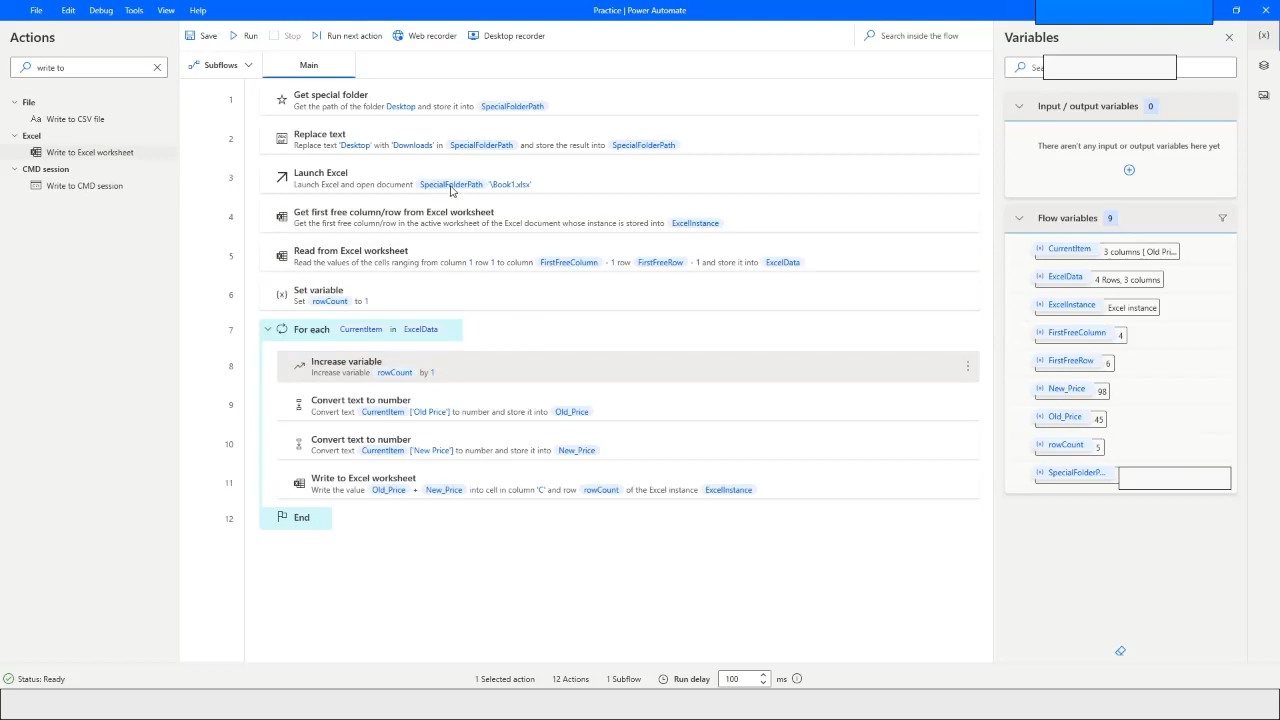 File Edit Debug Tools View Help
Practice | Power Automate
Actions
write to
File
Write to CSV file
Excel
Write to Excel worksheet
CMD session
Write to CMD session
Save Run Stop Run next action Web recorder Desktop recorder
Search inside the flow
Subflows Main
1 Get special folder
Get the path of the folder Desktop and store it into SpecialFolderPath
2 Replace text
Replace text 'Desktop' with 'Downloads' in SpecialFolderPath and store the result into SpecialFolderPath
3 Launch Excel
Launch Excel and open document SpecialFolderPath '\Book1.xlsx'
4 Get first free column/row from Excel worksheet
Get the first free column/row in the active worksheet of the Excel document whose instance is stored into ExcelInstance
5 Read from Excel worksheet
Read the values of the cells ranging from column 1 row 1 to column FirstFreeColumn - 1 row FirstFreeRow - 1 and store it into ExcelData
6 Set variable
Set rowCount to 1
7 For each CurrentItem in ExcelData
8 Increase variable
Increase variable rowCount by 1
9 Convert text to number
Convert text CurrentItem ['Old Price'] to number and store it into Old_Price
10 Convert text to number
Convert text CurrentItem ['New Price'] to number and store it into New_Price
11 Write to Excel worksheet
Write the value Old_Price + New_Price into cell in column 'C' and row rowCount of the Excel instance ExcelInstance
12 End
Variables
Input / output variables 0
There aren't any input or output variables here yet
Flow variables 9
(x) CurrentItem 3 columns [ Old Pri...
(x) ExcelData 4 Rows, 3 columns
(x) ExcelInstance Excel instance
(x) FirstFreeColumn 4
(x) FirstFreeRow 6
(x) New_Price 98
(x) Old_Price 45
(x) rowCount 5
(x) SpecialFolderP...
Status: Ready
1 Selected action 12 Actions 1 Subflow Run delay 100 ms